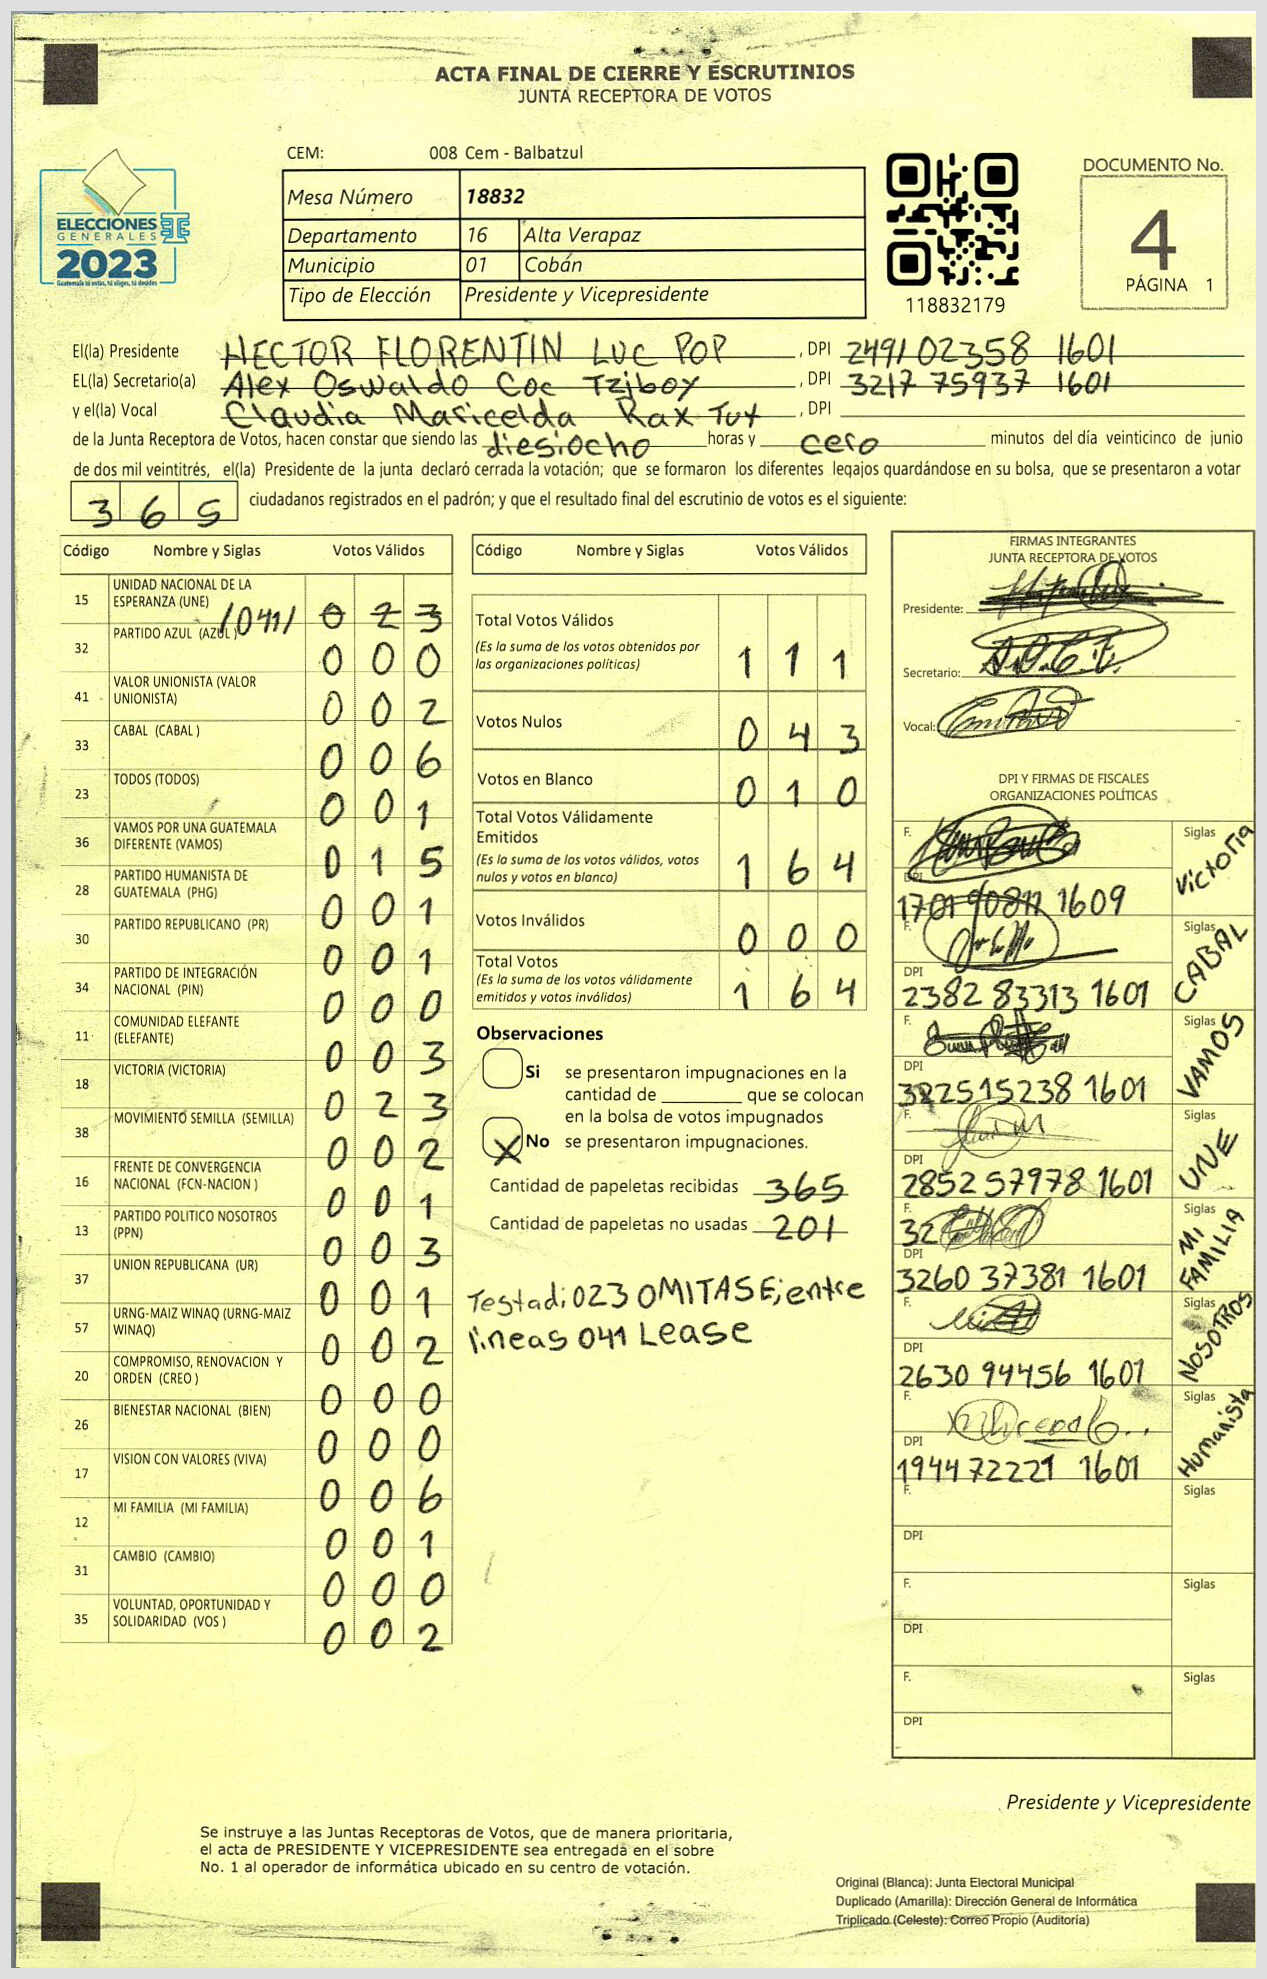 ACTA FINAL DE CIERRE Y ESCRUTINIOS
JUNTA RECEPTORA DE VOTOS
CEM: 008 Cem - Balbatzul
Mesa Número 18832
Departamento 16 Alta Verapaz
Municipio 01 Cobán
Tipo de Elección Presidente y Vicepresidente
ELECCIONES
GENERALES
2023
Guatemala tú estás, tú eliges, tú decides
118832179
DOCUMENTO No.
4
PÁGINA 1
El(la) Presidente HECTOR FLORENTIN LUC POP, DPI 2491 02358 1601
EL(la) Secretario(a) Alex Oswaldo Coc Tzjboy, DPI 3217 75937 1601
y el(la) Vocal Claudia Maricelda Rax Tut, DPI
de la Junta Receptora de Votos, hacen constar que siendo las diesiocho horas y cero minutos del día veinticinco de junio
de dos mil veintitrés, el(la) Presidente de la junta declaró cerrada la votación; que se formaron los diferentes legajos quardándose en su bolsa, que se presentaron a votar
365 ciudadanos registrados en el padrón; y que el resultado final del escrutinio de votos es el siguiente:
Código Nombre y Siglas Votos Válidos
15 UNIDAD NACIONAL DE LA ESPERANZA (UNE) /041/ 0 2 3
32 PARTIDO AZUL (AZUL) 0 0 0
41 VALOR UNIONISTA (VALOR UNIONISTA) 0 0 2
33 CABAL (CABAL ) 0 0 6
23 TODOS (TODOS) 0 0 1
36 VAMOS POR UNA GUATEMALA DIFERENTE (VAMOS) 0 1 5
28 PARTIDO HUMANISTA DE GUATEMALA (PHG) 0 0 1
30 PARTIDO REPUBLICANO (PR) 0 0 1
34 PARTIDO DE INTEGRACIÓN NACIONAL (PIN) 0 0 0
11 COMUNIDAD ELEFANTE (ELEFANTE) 0 0 3
18 VICTORIA (VICTORIA) 0 2 3
38 MOVIMIENTO SEMILLA (SEMILLA) 0 0 2
16 FRENTE DE CONVERGENCIA NACIONAL (FCN-NACION ) 0 0 1
13 PARTIDO POLITICO NOSOTROS (PPN) 0 0 3
37 UNION REPUBLICANA (UR) 0 0 1
57 URNG-MAIZ WINAQ (URNG-MAIZ WINAQ) 0 0 2
20 COMPROMISO, RENOVACION Y ORDEN (CREO ) 0 0 0
26 BIENESTAR NACIONAL (BIEN) 0 0 0
17 VISION CON VALORES (VIVA) 0 0 6
12 MI FAMILIA (MI FAMILIA) 0 0 1
31 CAMBIO (CAMBIO) 0 0 0
35 VOLUNTAD, OPORTUNIDAD Y SOLIDARIDAD (VOS ) 0 0 2
Código Nombre y Siglas Votos Válidos
Total Votos Válidos
(Es la suma de los votos obtenidos por
las organizaciones políticas) 1 1 1
Votos Nulos 0 4 3
Votos en Blanco 0 1 0
Total Votos Válidamente
Emitidos
(Es la suma de los votos válidos, votos
nulos y votos en blanco) 1 6 4
Votos Inválidos 0 0 0
Total Votos
(Es la suma de los votos válidamente
emitidos y votos inválidos) 1 6 4
Observaciones
Si se presentaron impugnaciones en la
cantidad de ________ que se colocan
en la bolsa de votos impugnados
X No se presentaron impugnaciones.
Cantidad de papeletas recibidas 365
Cantidad de papeletas no usadas 201
Testadi023 OMITASE; entre
lineas 041 Lease
FIRMAS INTEGRANTES
JUNTA RECEPTORA DE VOTOS
Presidente:
Secretario:
Vocal:
DPI Y FIRMAS DE FISCALES
ORGANIZACIONES POLÍTICAS
F. Siglas Victoria
DPI 1701 90811 1609
F. Siglas CABAL
DPI 2382 83313 1601
F. Siglas VAMOS
DPI 3225 15238 1601
F. Siglas UNE
DPI 2852 57978 1601
F. 32 Siglas MI FAMILIA
DPI 3260 37381 1601
F. Siglas NOSOTROS
DPI 2630 94456 1601
F. Siglas Humanista
DPI 1944 72221 1601
F. Siglas
DPI
F. Siglas
DPI
F. Siglas
DPI
Presidente y Vicepresidente
Se instruye a las Juntas Receptoras de Votos, que de manera prioritaria,
el acta de PRESIDENTE Y VICEPRESIDENTE sea entregada en el sobre
No. 1 al operador de informática ubicado en su centro de votación.
Original (Blanca): Junta Electoral Municipal
Duplicado (Amarilla): Dirección General de Informática
Triplicado (Celeste): Correo Propio (Auditoría)